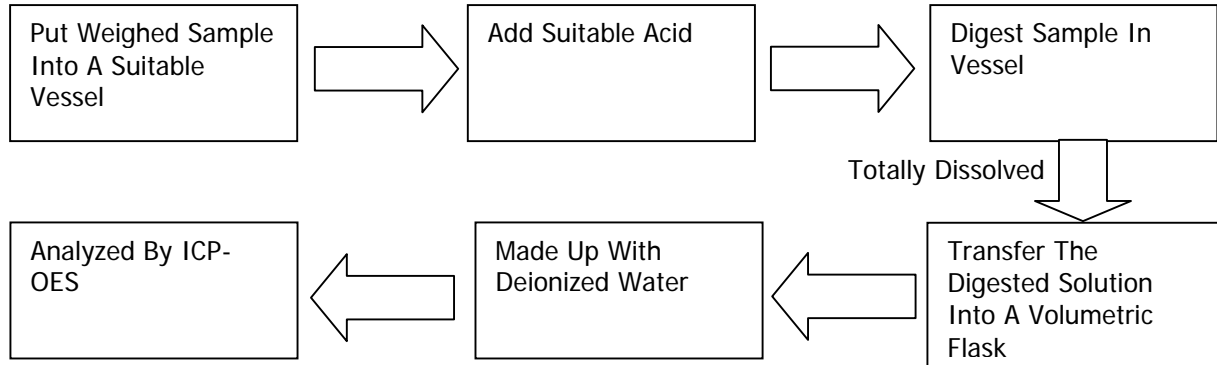 Put Weighed Sample
Into A Suitable
Vessel
Add Suitable Acid
Digest Sample In
Vessel
Totally Dissolved
Transfer The
Digested Solution
Into A Volumetric
Flask
Made Up With
Deionized Water
Analyzed By ICP-
OES